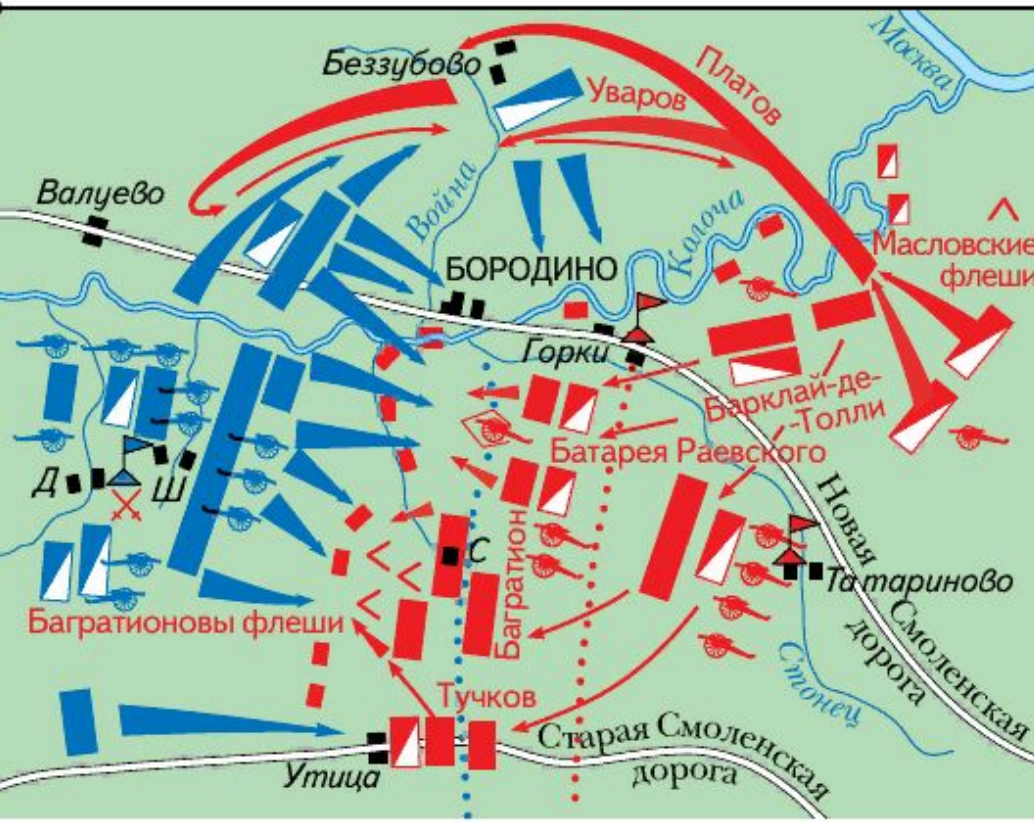 Москва
Беззубово
Платов
Уваров
Валуево
Война
Колоча
Масловские
флеши
БОРОДИНО
Горки
Барклай-де-
-Толли
Батарея Раевского
Д
Ш
С
Багратион
Новая
Смоленская
дорога
Татариново
Багратионовы флеши
Стонец
Тучков
Старая Смоленская
дорога
Утица